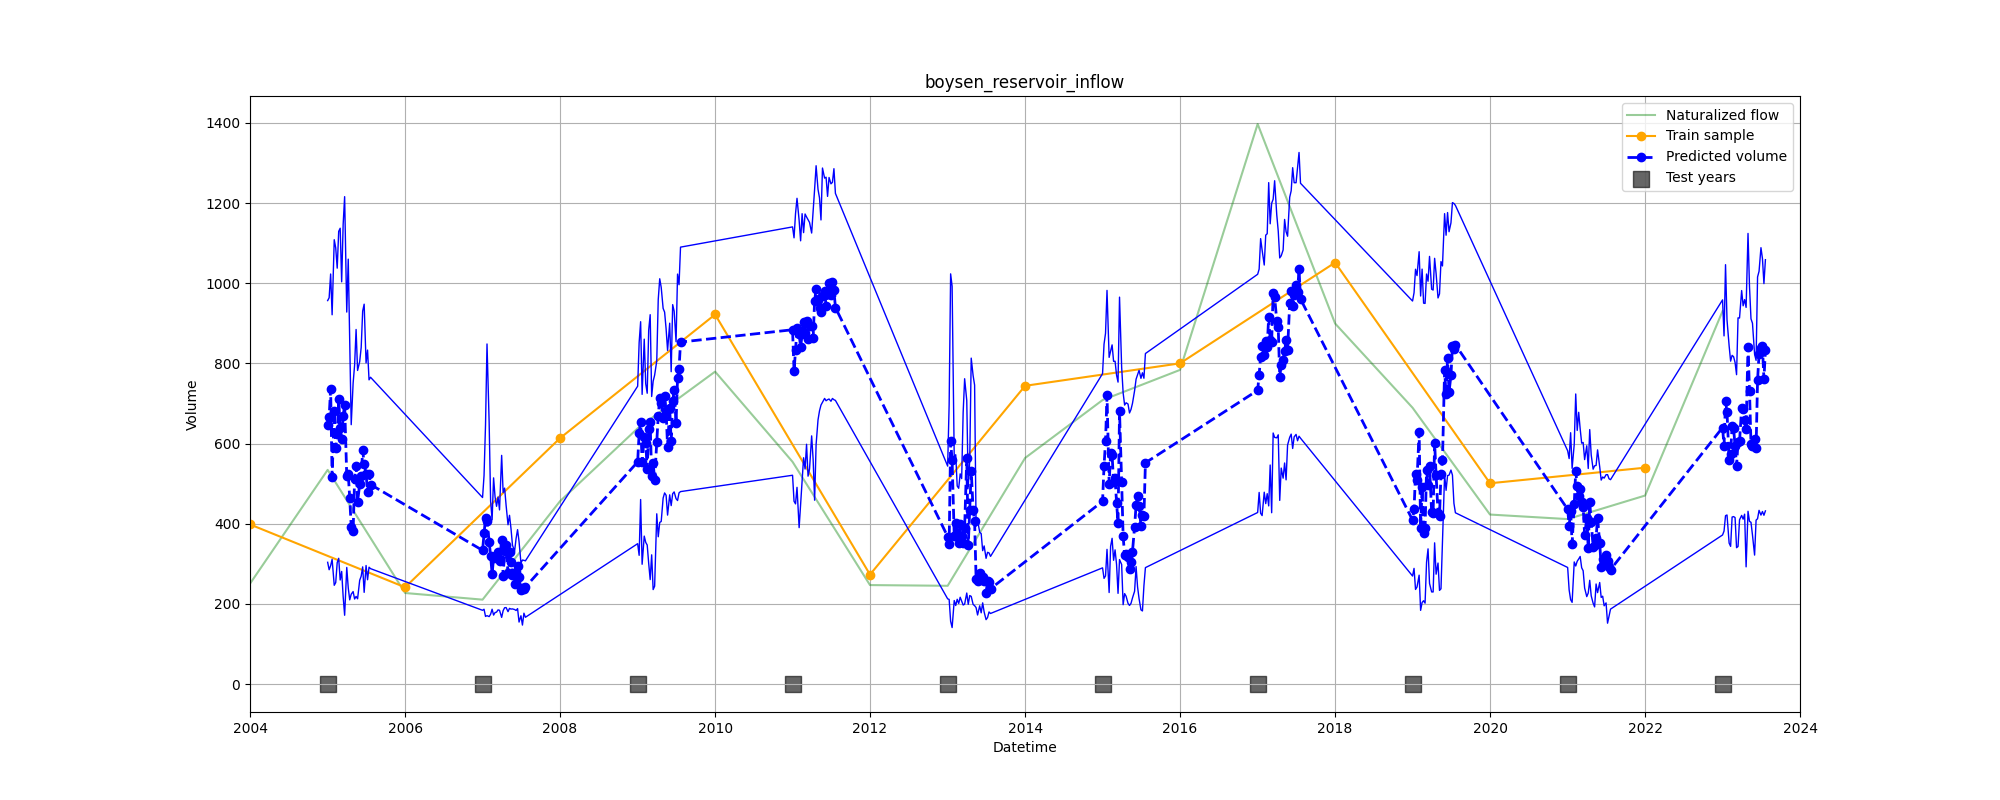 boysen_reservoir_inflow
Naturalized flow
Train sample
Predicted volume
Test years
Volume
1400
1200
1000
800
600
400
200
0
2004 2006 2008 2010 2012 2014 2016 2018 2020 2022 2024
Datetime